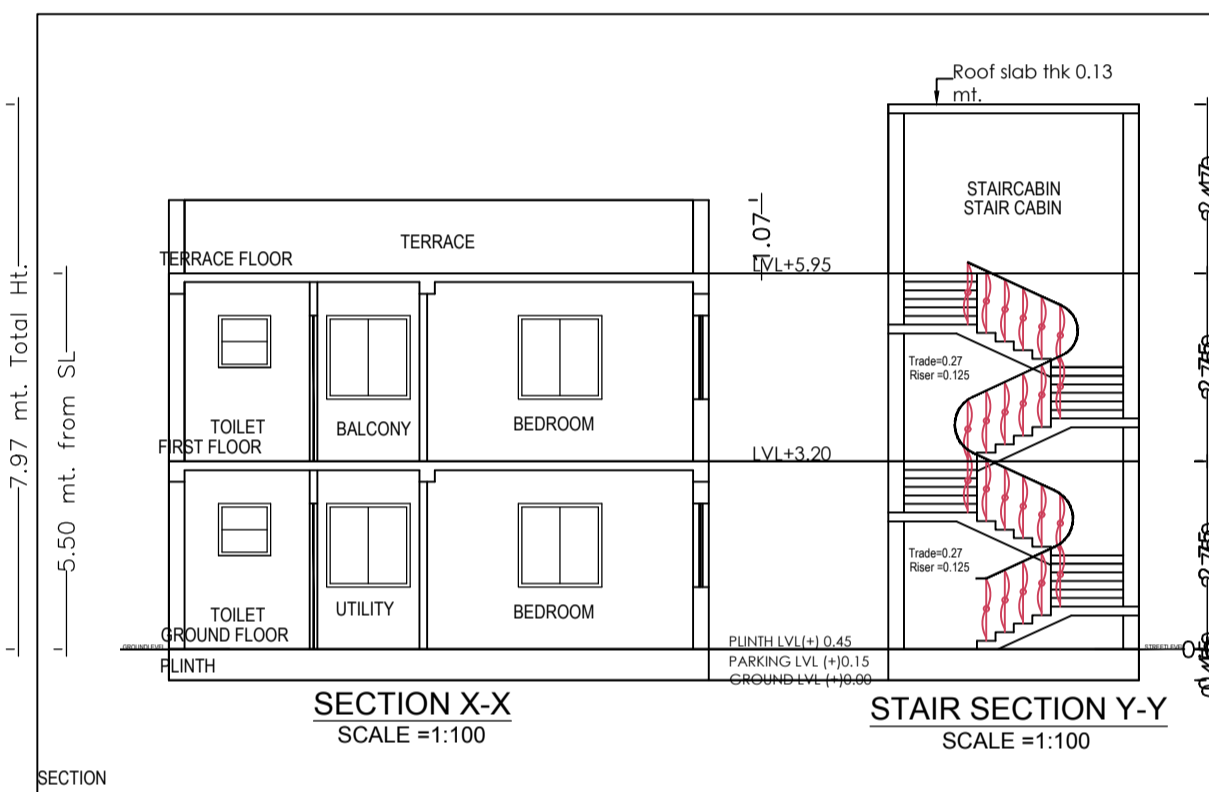 Roof slab thk 0.13
mt.
STAIRCABIN
STAIR CABIN
7.97 mt. Total Ht.
5.50 mt. from SL
TERRACE
TERRACE FLOOR
1.07
LVL+5.95
Trade=0.27
Riser =0.125
TOILET
BALCONY
BEDROOM
FIRST FLOOR
LVL+3.20
Trade=0.27
Riser =0.125
TOILET
UTILITY
BEDROOM
GROUND FLOOR
PLINTH LVL(+) 0.45
GROUNDLEVEL
STREETLEVEL
PLINTH
PARKING LVL (+)0.15
GROUND LVL (+)0.00
SECTION X-X
SCALE =1:100
STAIR SECTION Y-Y
SCALE =1:100
SECTION